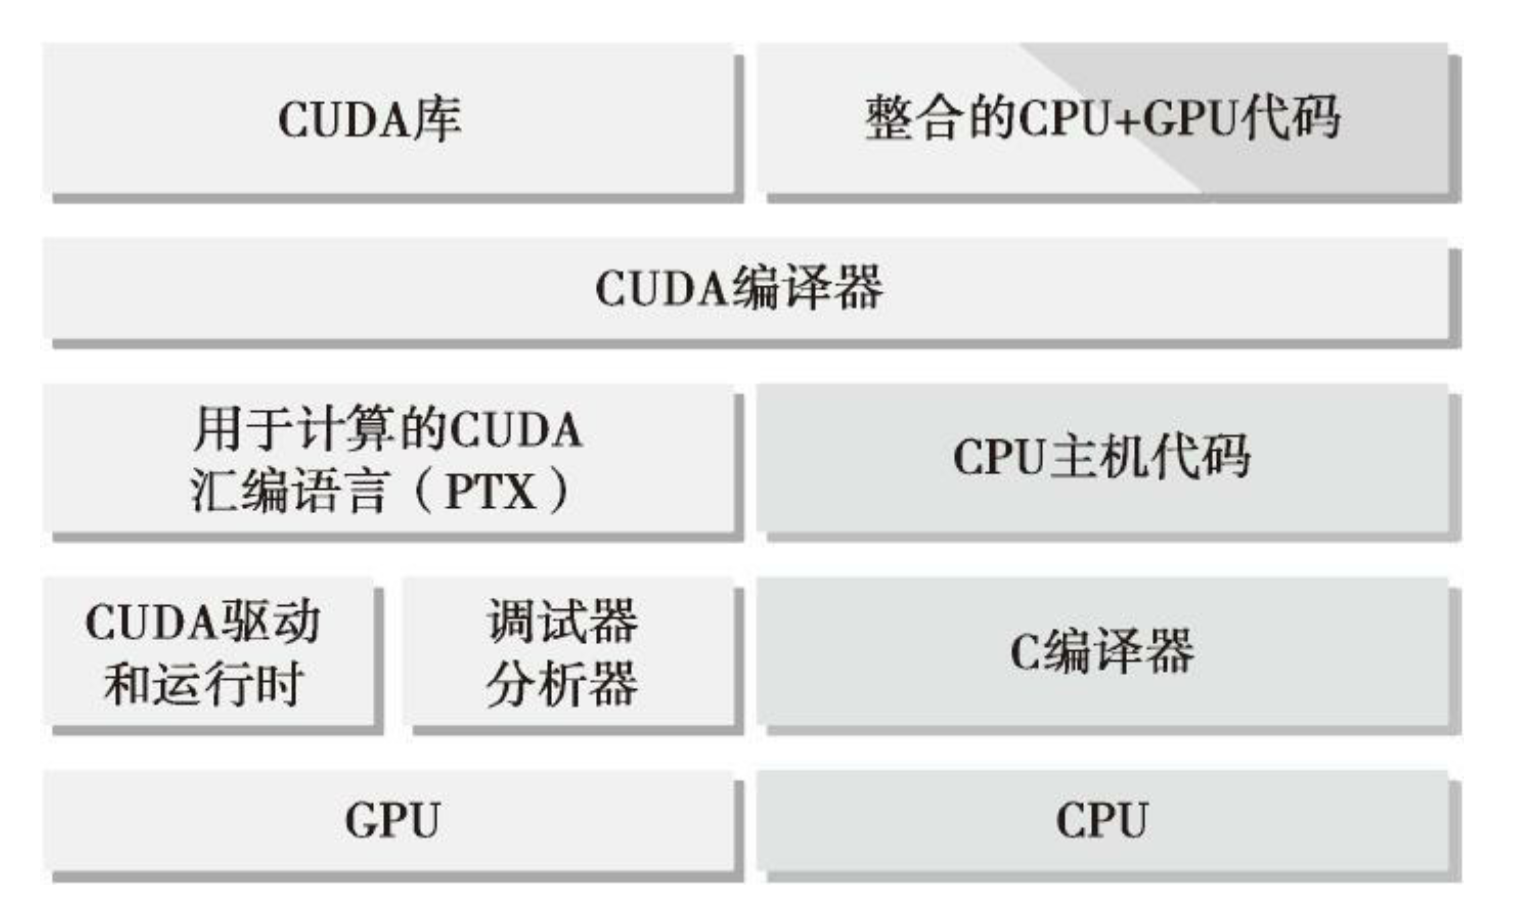 CUDA库
整合的CPU+GPU代码
CUDA编译器
用于计算的CUDA
汇编语言（PTX）
CPU主机代码
CUDA驱动
和运行时
调试器
分析器
C编译器
GPU
CPU